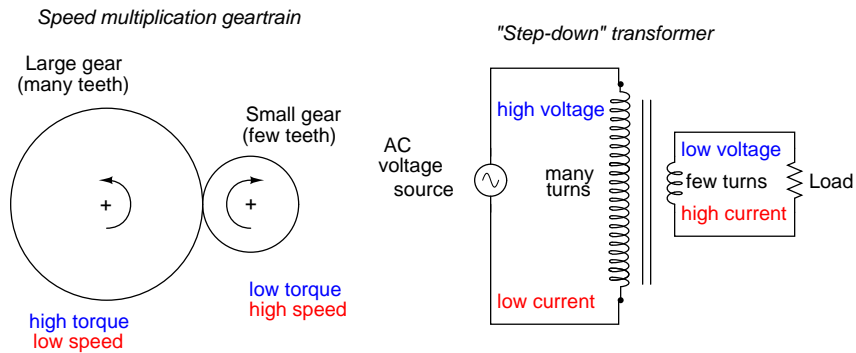 Speed multiplication geartrain
Large gear
(many teeth)
Small gear
(few teeth)
+
+
low torque
high speed
high torque
low speed
"Step-down" transformer
high voltage
AC
voltage
source
many
turns
low voltage
few turns
high current
Load
low current